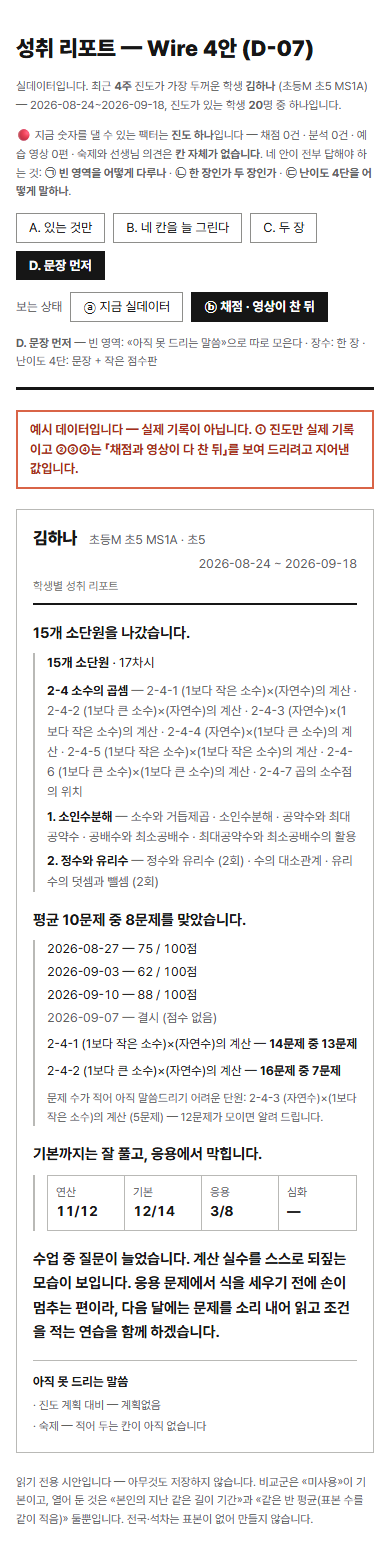 성취 리포트 — Wire 4안 (D-07)
실데이터입니다. 최근 4주 진도가 가장 두꺼운 학생 김하나 (초등M 초5 MS1A)
— 2026-08-24~2026-09-18, 진도가 있는 학생 20명 중 하나입니다.
지금 숫자를 댈 수 있는 팩터는 진도 하나입니다 — 채점 0건 · 분석 0건 · 예
습 영상 0편 · 숙제와 선생님 의견은 칸 자체가 없습니다. 네 안이 전부 답해야 하
는 것: ㉠ 빈 영역을 어떻게 다루나 · ㉡ 한 장인가 두 장인가 · ㉢ 난이도 4단을 어
떻게 말하나.
A. 있는 것만
B. 네 칸을 늘 그린다
C. 두 장
D. 문장 먼저
보는 상태
ⓐ 지금 실데이터
ⓑ 채점 · 영상이 찬 뒤
D. 문장 먼저 — 빈 영역: «아직 못 드리는 말씀»으로 따로 모은다 · 장수: 한 장 ·
난이도 4단: 문장 + 작은 점수판
예시 데이터입니다 — 실제 기록이 아닙니다. ① 진도만 실제 기록
이고 ②③④는 「채점과 영상이 다 찬 뒤」를 보여 드리려고 지어낸
값입니다.
김하나 초등M 초5 MS1A · 초5
2026-08-24 ~ 2026-09-18
학생별 성취 리포트
15개 소단원을 나갔습니다.
15개 소단원 · 17차시
2-4 소수의 곱셈 — 2-4-1 (1보다 작은 소수)×(자연수)의 계산 ·
2-4-2 (1보다 큰 소수)×(자연수)의 계산 · 2-4-3 (자연수)×(1
보다 작은 소수)의 계산 · 2-4-4 (자연수)×(1보다 큰 소수)의 계
산 · 2-4-5 (1보다 작은 소수)×(1보다 작은 소수)의 계산 · 2-4-
6 (1보다 큰 소수)×(1보다 큰 소수)의 계산 · 2-4-7 곱의 소수점
의 위치
1. 소인수분해 — 소수와 거듭제곱 · 소인수분해 · 공약수와 최대
공약수 · 공배수와 최소공배수 · 최대공약수와 최소공배수의 활용
2. 정수와 유리수 — 정수와 유리수 (2회) · 수의 대소관계 · 유리
수의 덧셈과 뺄셈 (2회)
평균 10문제 중 8문제를 맞았습니다.
2026-08-27 — 75 / 100점
2026-09-03 — 62 / 100점
2026-09-10 — 88 / 100점
2026-09-07 — 결시 (점수 없음)
2-4-1 (1보다 작은 소수)×(자연수)의 계산 — 14문제 중 13문제
2-4-2 (1보다 큰 소수)×(자연수)의 계산 — 16문제 중 7문제
문제 수가 적어 아직 말씀드리기 어려운 단원: 2-4-3 (자연수)×(1보다
작은 소수)의 계산 (5문제) — 12문제가 모이면 알려 드립니다.
기본까지는 잘 풀고, 응용에서 막힙니다.
연산 기본 응용 심화
11/12 12/14 3/8 —
수업 중 질문이 늘었습니다. 계산 실수를 스스로 되짚는
모습이 보입니다. 응용 문제에서 식을 세우기 전에 손이
멈추는 편이라, 다음 달에는 문제를 소리 내어 읽고 조건
을 적는 연습을 함께 하겠습니다.
아직 못 드리는 말씀
· 진도 계획 대비 — 계획없음
· 숙제 — 적어 두는 칸이 아직 없습니다
읽기 전용 시안입니다 — 아무것도 저장하지 않습니다. 비교군은 «미사용»이 기
본이고, 열어 둔 것은 «본인의 지난 같은 길이 기간»과 «같은 반 평균(표본 수를
같이 적음)» 둘뿐입니다. 전국·석차는 표본이 없어 만들지 않습니다.